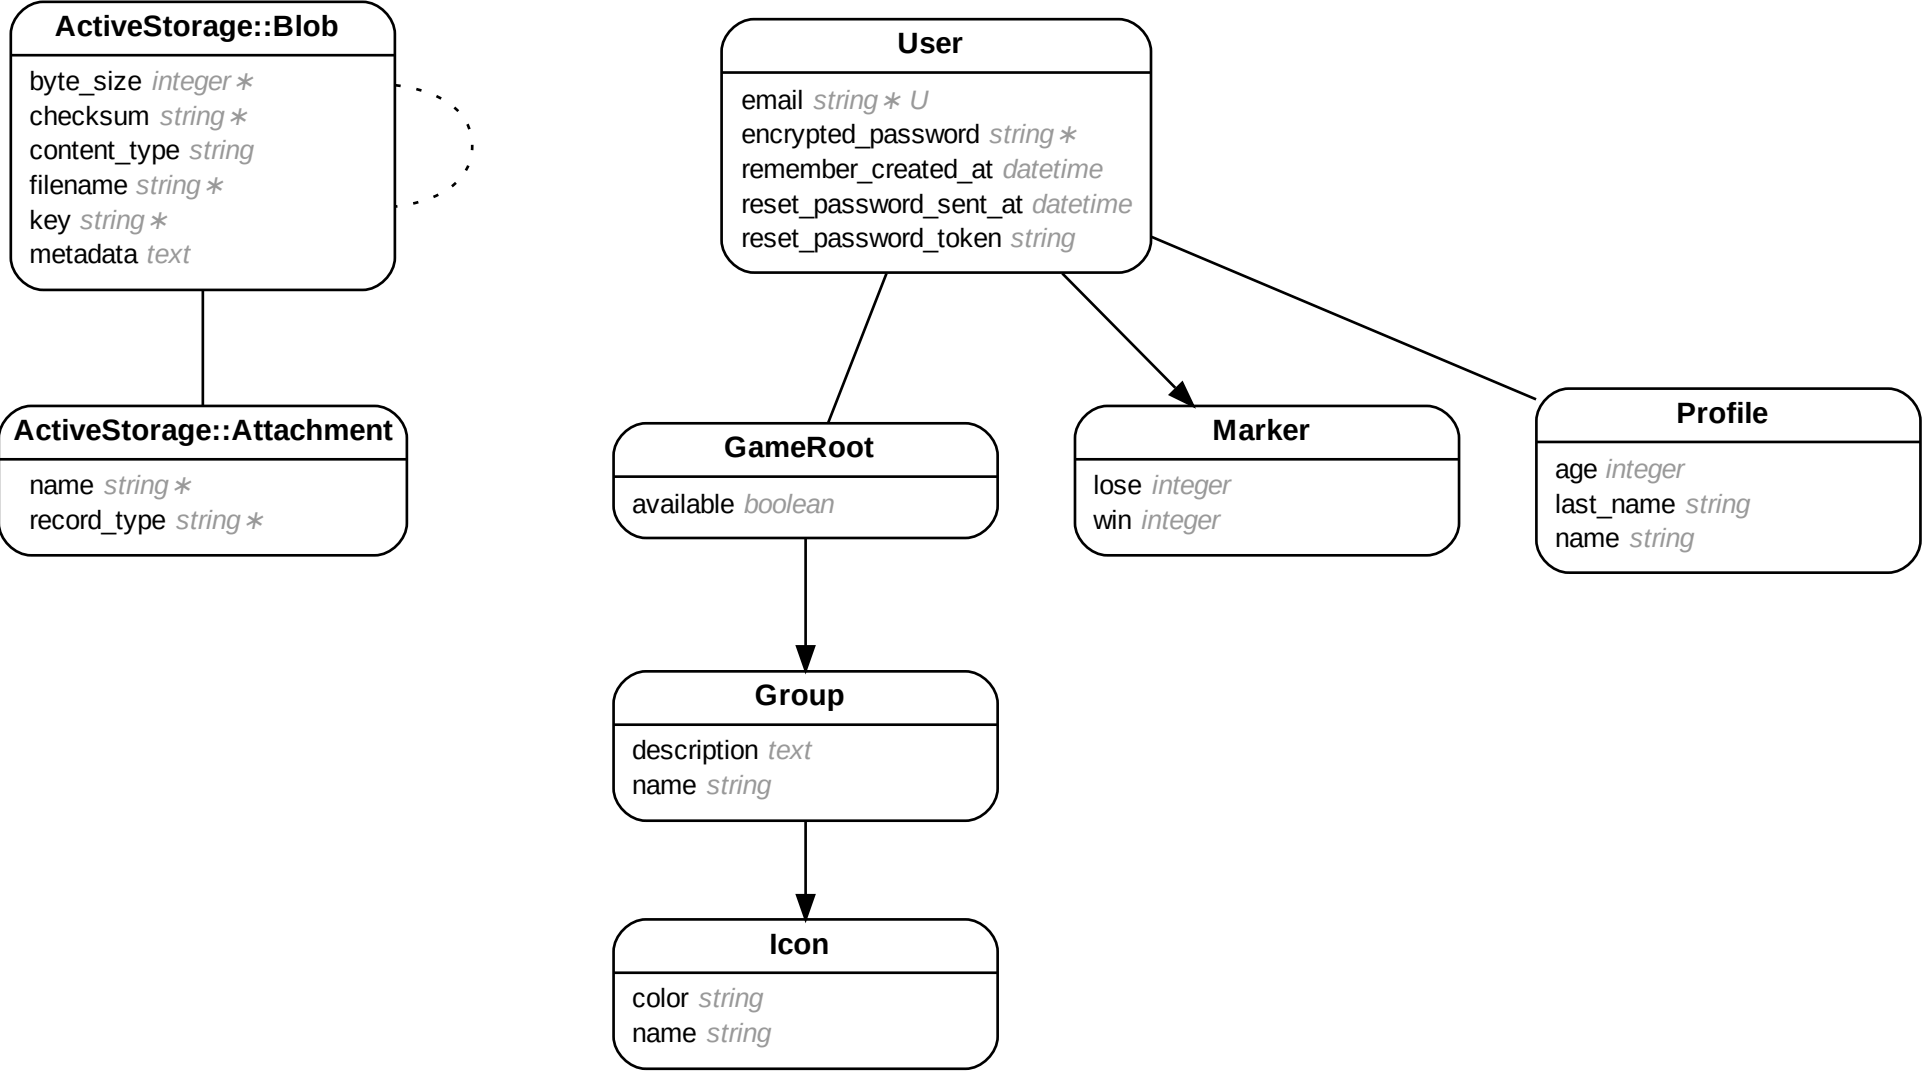 ActiveStorage::Blob
byte_size integer ∗
checksum string ∗
content_type string
filename string ∗
key string ∗
metadata text
ActiveStorage::Attachment
name string ∗
record_type string ∗
User
email string ∗ U
encrypted_password string ∗
remember_created_at datetime
reset_password_sent_at datetime
reset_password_token string
GameRoot
available boolean
Marker
lose integer
win integer
Profile
age integer
last_name string
name string
Group
description text
name string
Icon
color string
name string